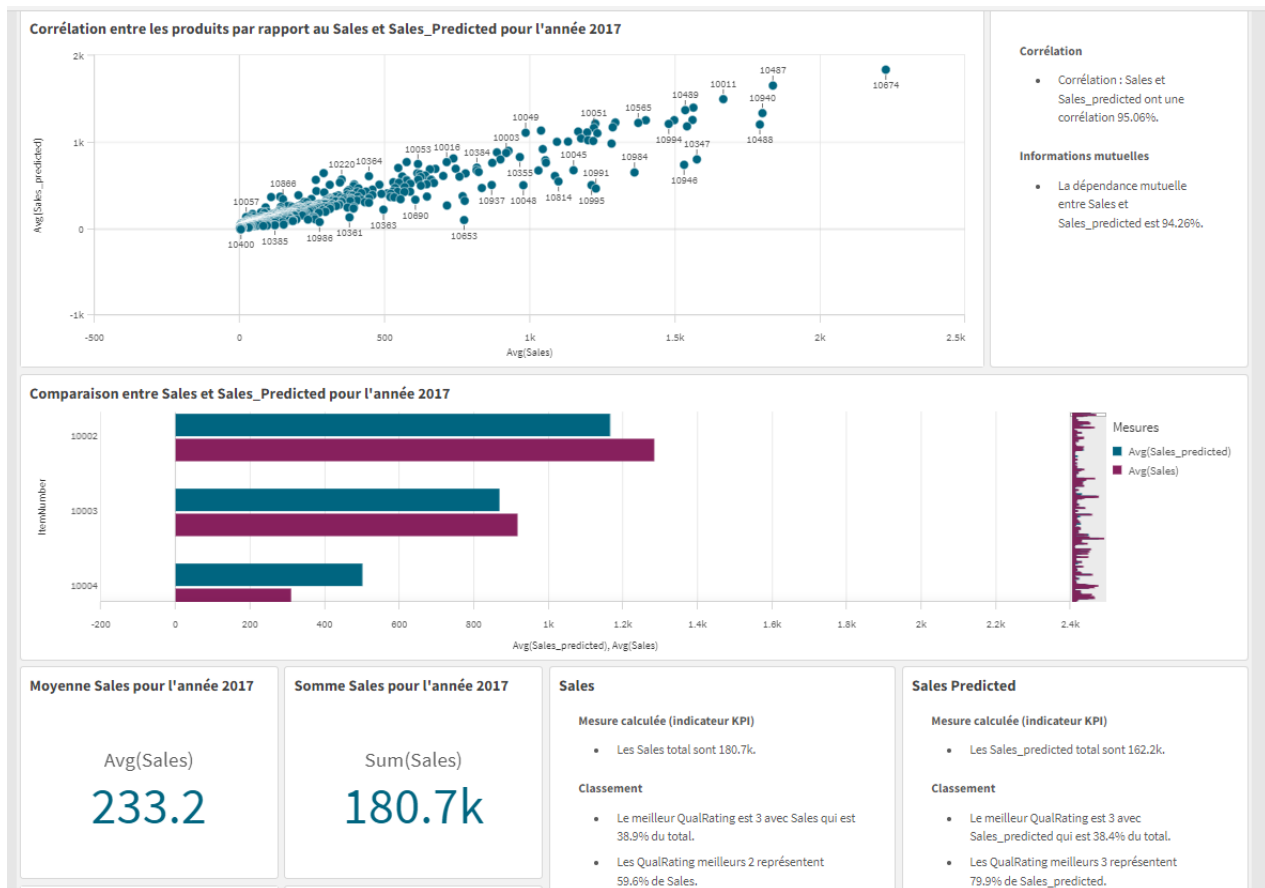 Corrélation entre les produits par rapport au Sales et Sales_Predicted pour l'année 2017
2k
1k
0
-1k
Avg(Sales_predicted)
10487
10674
10011
10489
10940
10565
10051
10049
10994
10488
10347
10003
10053
10016
10384
10220
10364
10355
10045
10984
10946
10866
10991
10057
10937
10048
10814
10995
10690
10363
10361
10653
10400
10385
10986
-500
0
500
1k
1.5k
2k
2.5k
Avg(Sales)
Corrélation
• Corrélation : Sales et
Sales_predicted ont une
corrélation 95.06%.
Informations mutuelles
• La dépendance mutuelle
entre Sales et
Sales_predicted est 94.26%.
Comparaison entre Sales et Sales_Predicted pour l'année 2017
ItemNumber
10002
10003
10004
-200
0
200
400
600
800
1k
1.2k
1.4k
1.6k
1.8k
2k
2.2k
2.4k
Avg(Sales_predicted), Avg(Sales)
Mesures
Avg(Sales_predicted)
Avg(Sales)
Moyenne Sales pour l'année 2017
Avg(Sales)
233.2
Somme Sales pour l'année 2017
Sum(Sales)
180.7k
Sales
Mesure calculée (indicateur KPI)
• Les Sales total sont 180.7k.
Classement
• Le meilleur QualRating est 3 avec Sales qui est
38.9% du total.
• Les QualRating meilleurs 2 représentent
59.6% de Sales.
Sales Predicted
Mesure calculée (indicateur KPI)
• Les Sales_predicted total sont 162.2k.
Classement
• Le meilleur QualRating est 3 avec
Sales_predicted qui est 38.4% du total.
• Les QualRating meilleurs 3 représentent
79.9% de Sales_predicted.